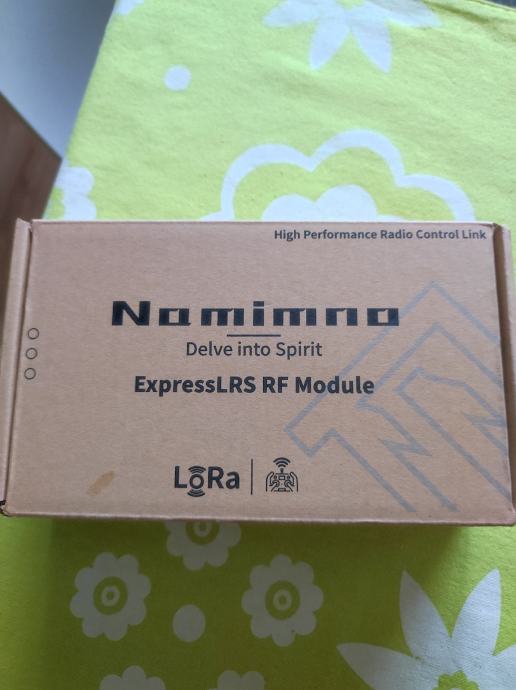 High Performance Radio Control Link
Namimno
Delve into Spirit
ExpressLRS RF Module
LoRa